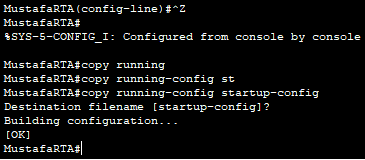 MustafaRTA(config-line)#^Z
MustafaRTA#
%SYS-5-CONFIG_I: Configured from console by console
MustafaRTA#copy running
MustafaRTA#copy running-config st
MustafaRTA#copy running-config startup-config
Destination filename [startup-config]?
Building configuration...
[OK]
MustafaRTA#